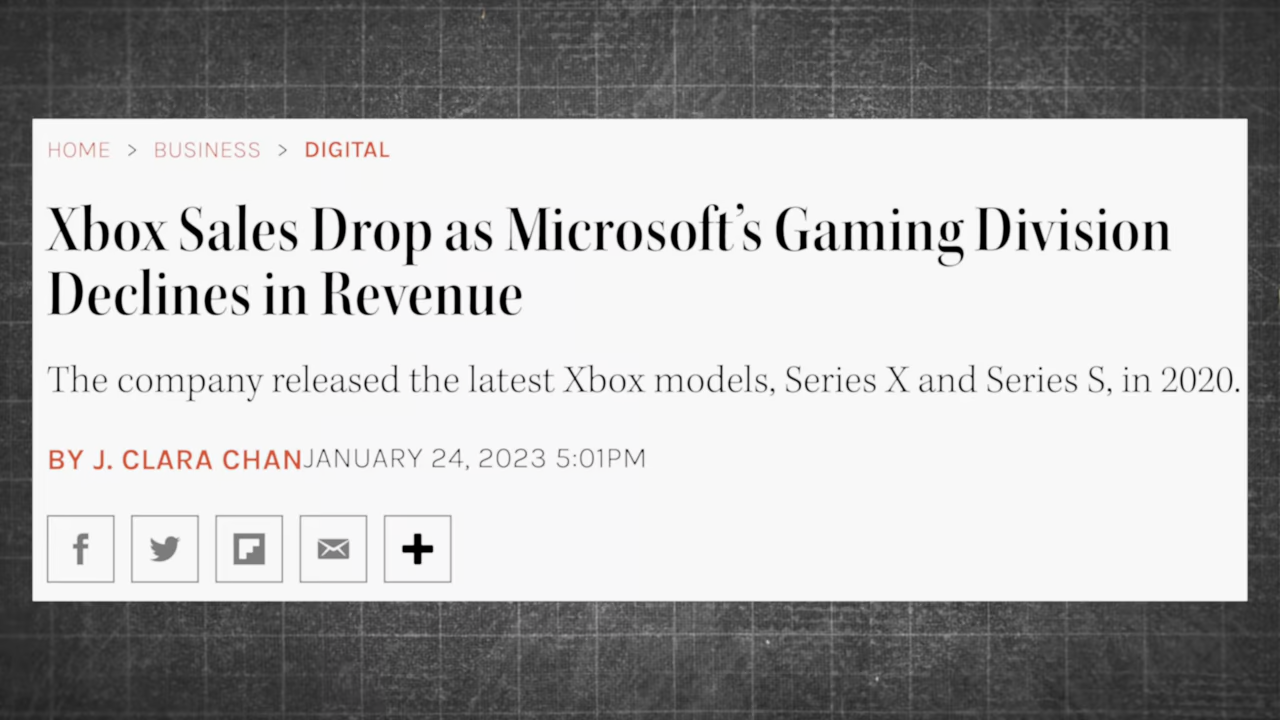 HOME > BUSINESS > DIGITAL
Xbox Sales Drop as Microsoft’s Gaming Division
Declines in Revenue
The company released the latest Xbox models, Series X and Series S, in 2020.
BY J. CLARA CHANJANUARY 24, 2023 5:01PM